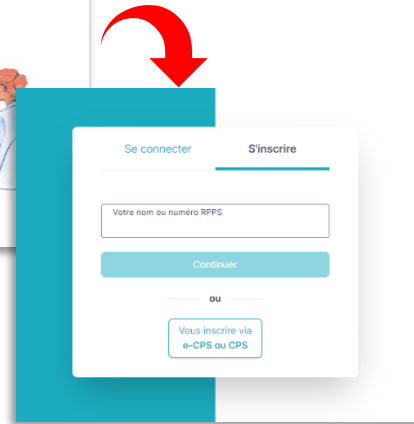 Se connecter S'inscrire
Votre nom ou numéro RPPS
Continuer
ou
Vous inscrire via
e-CPS ou CPS